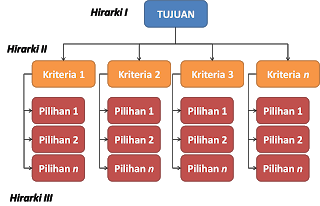 Hirarki I
TUJUAN
Hirarki II
Kriteria 1 Kriteria 2 Kriteria 3 Kriteria n
Pilihan 1 Pilihan 1 Pilihan 1 Pilihan 1
Pilihan 2 Pilihan 2 Pilihan 2 Pilihan 2
Pilihan n Pilihan n Pilihan n Pilihan n
Hirarki III